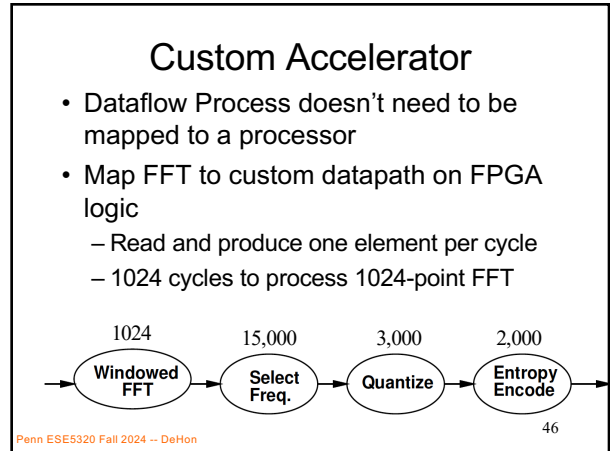 Custom Accelerator
• Dataflow Process doesn't need to be
mapped to a processor
• Map FFT to custom datapath on FPGA
logic
– Read and produce one element per cycle
– 1024 cycles to process 1024-point FFT
1024 15,000 3,000 2,000
Windowed
FFT
Select
Freq.
Quantize
Entropy
Encode
Penn ESE5320 Fall 2024 -- DeHon
46